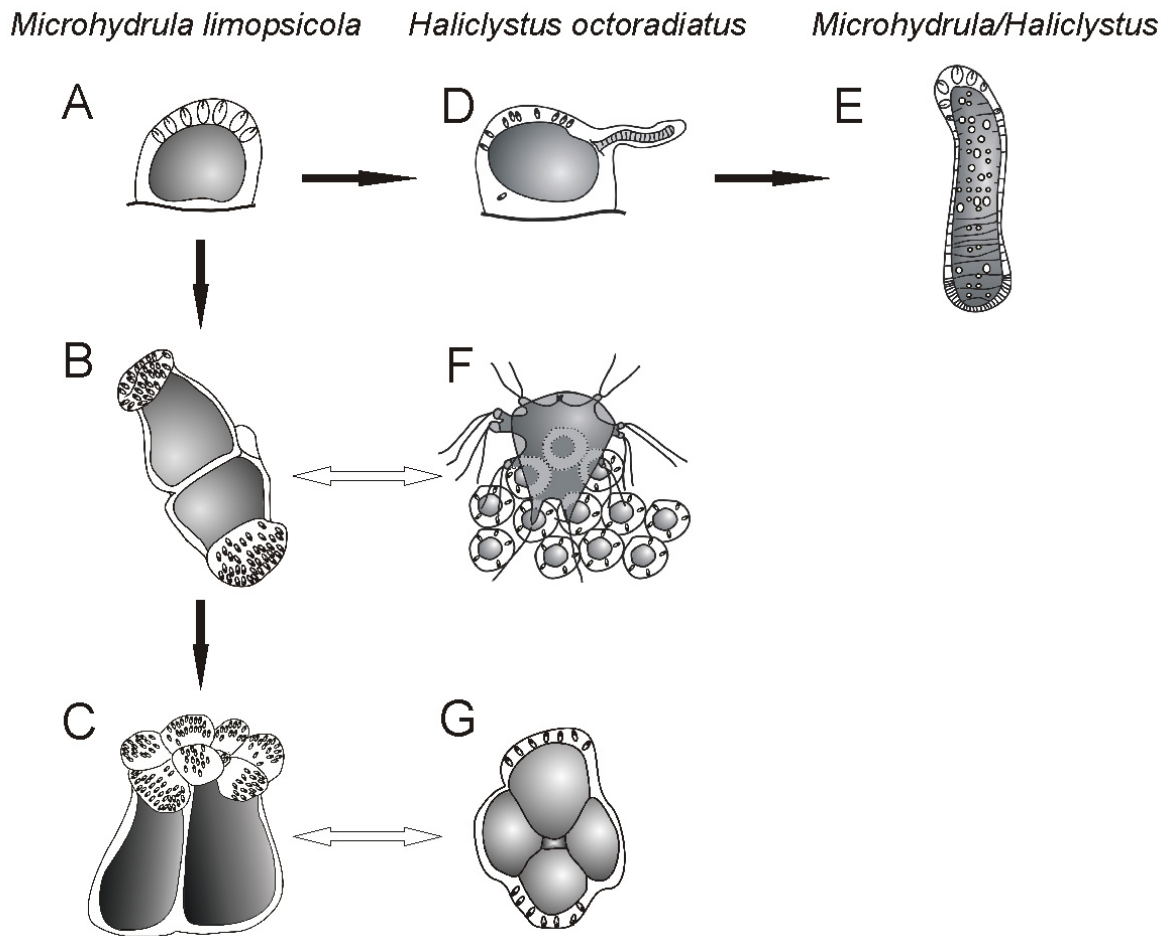 Microhydrula limopsicola Haliclystus octoradiatus Microhydrula/Haliclystus
A D E
B F
C G